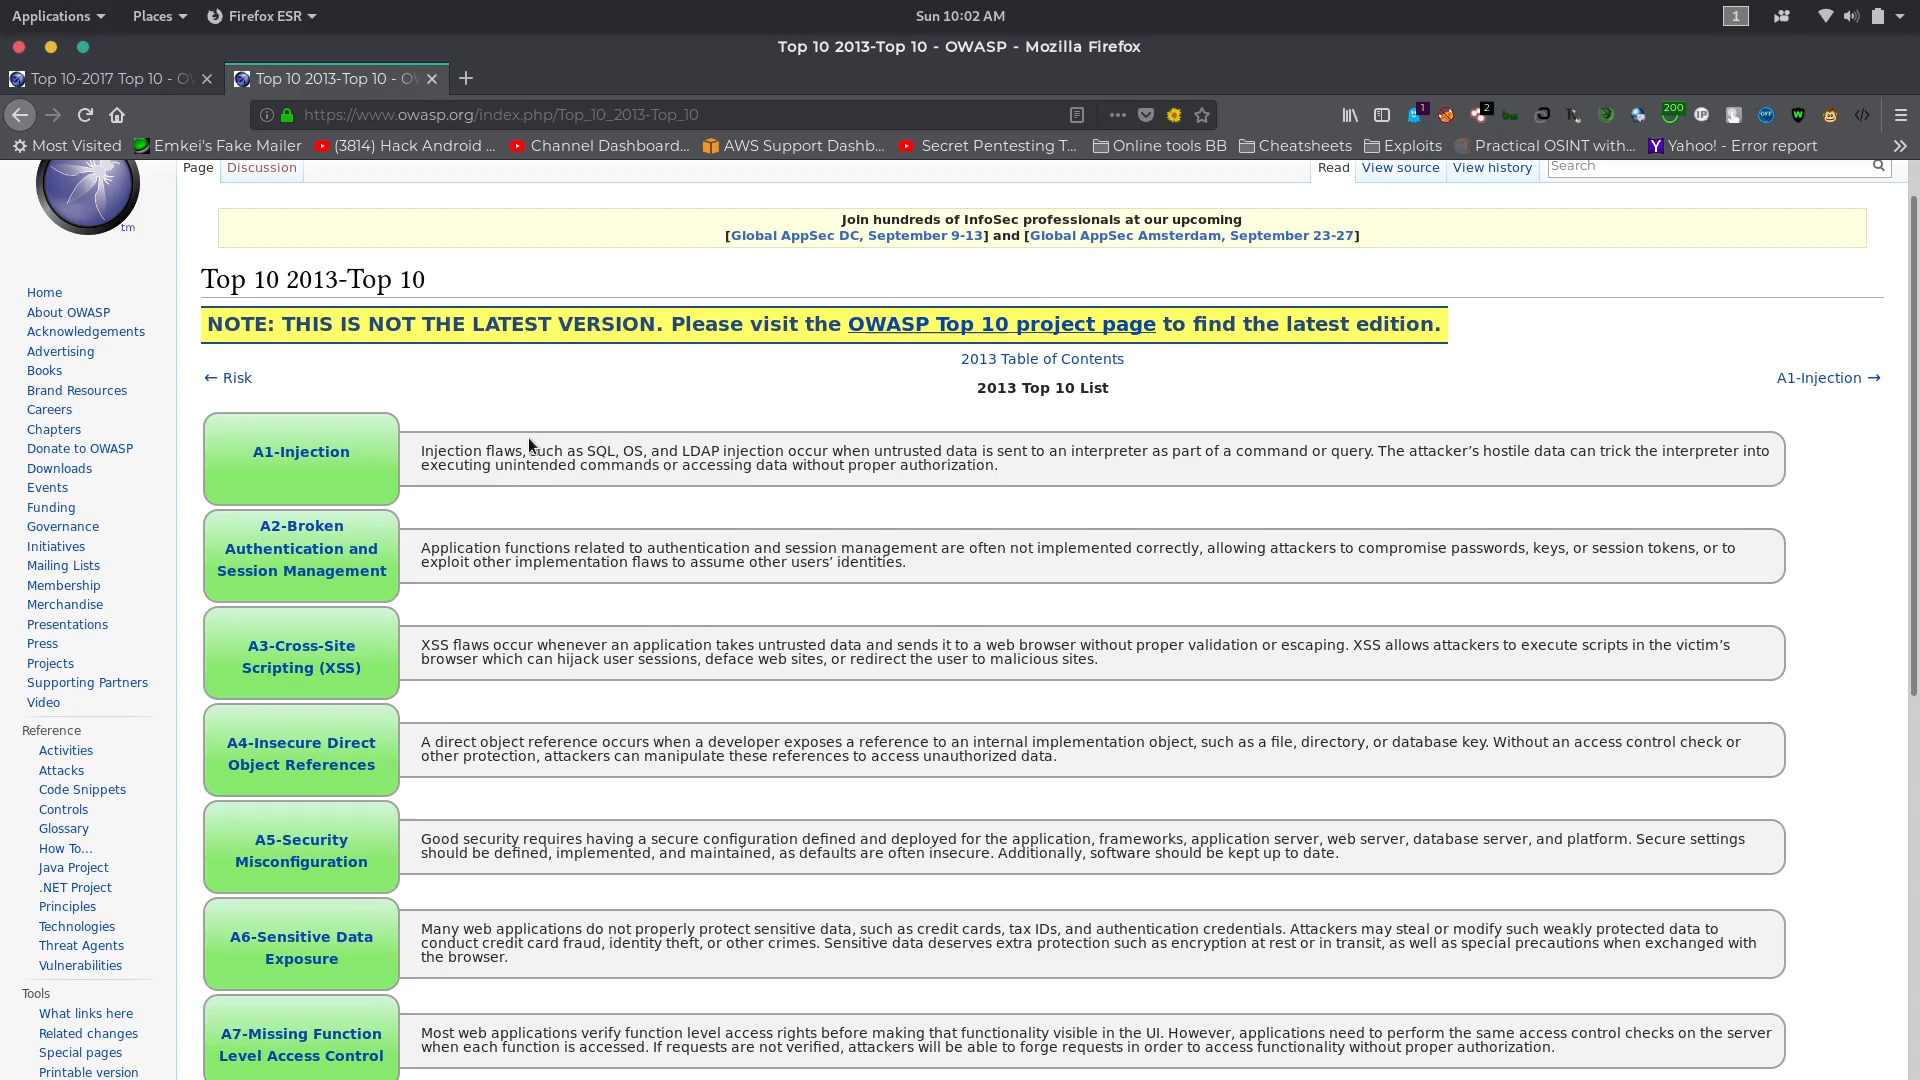 Applications Places Firefox ESR Sun 10:02 AM 1
Top 10 2013-Top 10 - OWASP - Mozilla Firefox
Top 10-2017 Top 10 - O Top 10 2013-Top 10 - O
https://www.owasp.org/index.php/Top_10_2013-Top_10 1 2 200 IP OFF W
Most Visited Emkei's Fake Mailer (3814) Hack Android ... Channel Dashboard... AWS Support Dashb... Secret Pentesting T... Online tools BB Cheatsheets Exploits Practical OSINT with... Yahoo! - Error report
Page Discussion Read View source View history Search
tm
Join hundreds of InfoSec professionals at our upcoming
[Global AppSec DC, September 9-13] and [Global AppSec Amsterdam, September 23-27]
Top 10 2013-Top 10
NOTE: THIS IS NOT THE LATEST VERSION. Please visit the OWASP Top 10 project page to find the latest edition.
2013 Table of Contents
← Risk
2013 Top 10 List
A1-Injection →
A1-Injection
Injection flaws, such as SQL, OS, and LDAP injection occur when untrusted data is sent to an interpreter as part of a command or query. The attacker’s hostile data can trick the interpreter into
executing unintended commands or accessing data without proper authorization.
A2-Broken
Authentication and
Session Management
Application functions related to authentication and session management are often not implemented correctly, allowing attackers to compromise passwords, keys, or session tokens, or to
exploit other implementation flaws to assume other users’ identities.
A3-Cross-Site
Scripting (XSS)
XSS flaws occur whenever an application takes untrusted data and sends it to a web browser without proper validation or escaping. XSS allows attackers to execute scripts in the victim’s
browser which can hijack user sessions, deface web sites, or redirect the user to malicious sites.
A4-Insecure Direct
Object References
A direct object reference occurs when a developer exposes a reference to an internal implementation object, such as a file, directory, or database key. Without an access control check or
other protection, attackers can manipulate these references to access unauthorized data.
A5-Security
Misconfiguration
Good security requires having a secure configuration defined and deployed for the application, frameworks, application server, web server, database server, and platform. Secure settings
should be defined, implemented, and maintained, as defaults are often insecure. Additionally, software should be kept up to date.
A6-Sensitive Data
Exposure
Many web applications do not properly protect sensitive data, such as credit cards, tax IDs, and authentication credentials. Attackers may steal or modify such weakly protected data to
conduct credit card fraud, identity theft, or other crimes. Sensitive data deserves extra protection such as encryption at rest or in transit, as well as special precautions when exchanged with
the browser.
A7-Missing Function
Level Access Control
Most web applications verify function level access rights before making that functionality visible in the UI. However, applications need to perform the same access control checks on the server
when each function is accessed. If requests are not verified, attackers will be able to forge requests in order to access functionality without proper authorization.
Home
About OWASP
Acknowledgements
Advertising
Books
Brand Resources
Careers
Chapters
Donate to OWASP
Downloads
Events
Funding
Governance
Initiatives
Mailing Lists
Membership
Merchandise
Presentations
Press
Projects
Supporting Partners
Video
Reference
Activities
Attacks
Code Snippets
Controls
Glossary
How To...
Java Project
.NET Project
Principles
Technologies
Threat Agents
Vulnerabilities
Tools
What links here
Related changes
Special pages
Printable version